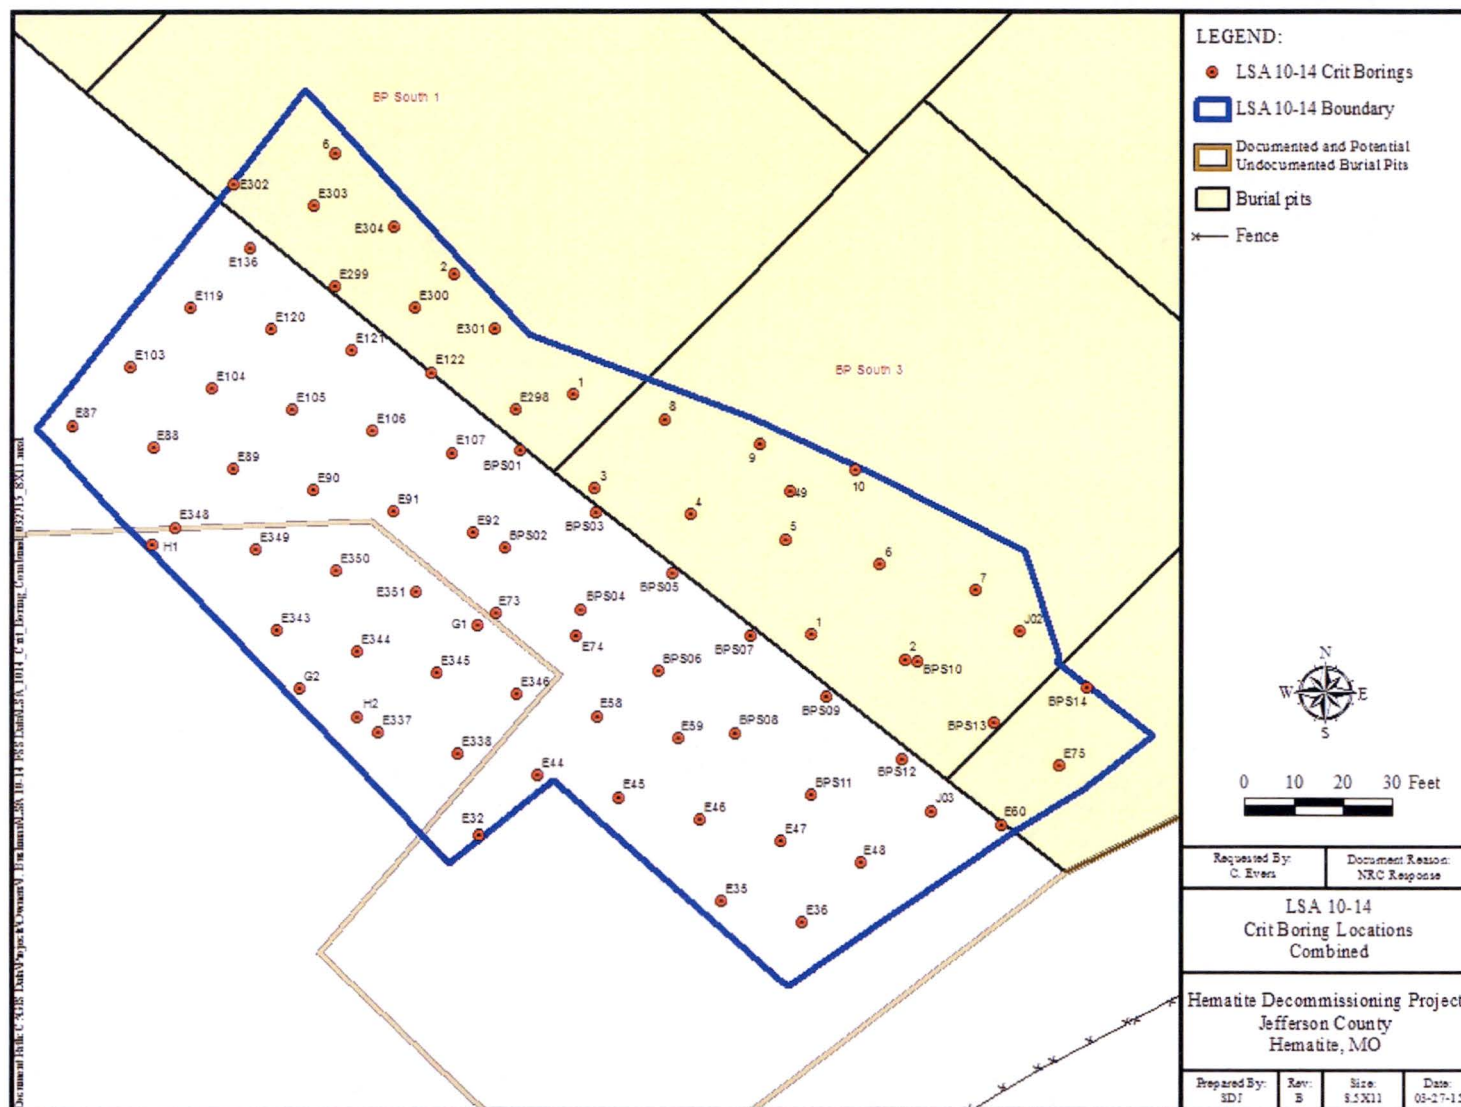 BP South 1
6
E302
E303
E304
E136
2
E299
E300
E119
E301
E120
E121
E103
E122
BP South 3
E104
1
E298
E105
8
E87
E106
9
E88
E107
BPS01
10
E89
3
49
E90
4
E91
BPS03
5
E92
BPS02
E348
H1
E349
6
E350
BPS05
7
E351
BPS04
E73
G1
E343
E74
1
J02
BPS07
E344
2
BPS10
E345
BPS06
G2
E346
BPS14
BPS09
H2
E58
BPS13
E337
E59
BPS08
E338
E75
BPS12
E44
E45
BPS11
J03
E46
E60
E32
E47
E48
E35
E36
LEGEND:
LSA 10-14 Crit Borings
LSA 10-14 Boundary
Documented and Potential
Undocumented Burial Pits
Burial pits
Fence
N
W E
S
0 10 20 30 Feet
Requested By:
C. Evers
Document Reason:
NRC Response
LSA 10-14
Crit Boring Locations
Combined
Hematite Decommissioning Project
Jefferson County
Hematite, MO
Prepared By:
SDJ
Rev:
B
Size:
8.5X11
Date: